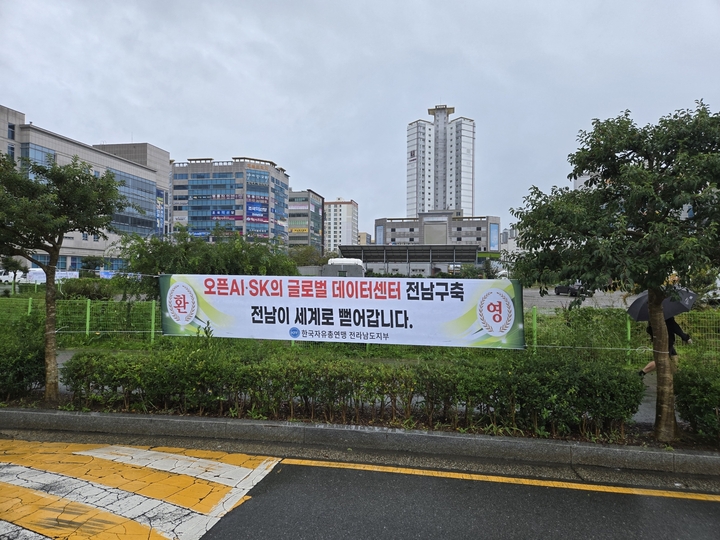 환
오픈AI·SK의 글로벌 데이터센터 전남구축
전남이 세계로 뻗어갑니다.
한국자유총연맹 전라남도지부
영